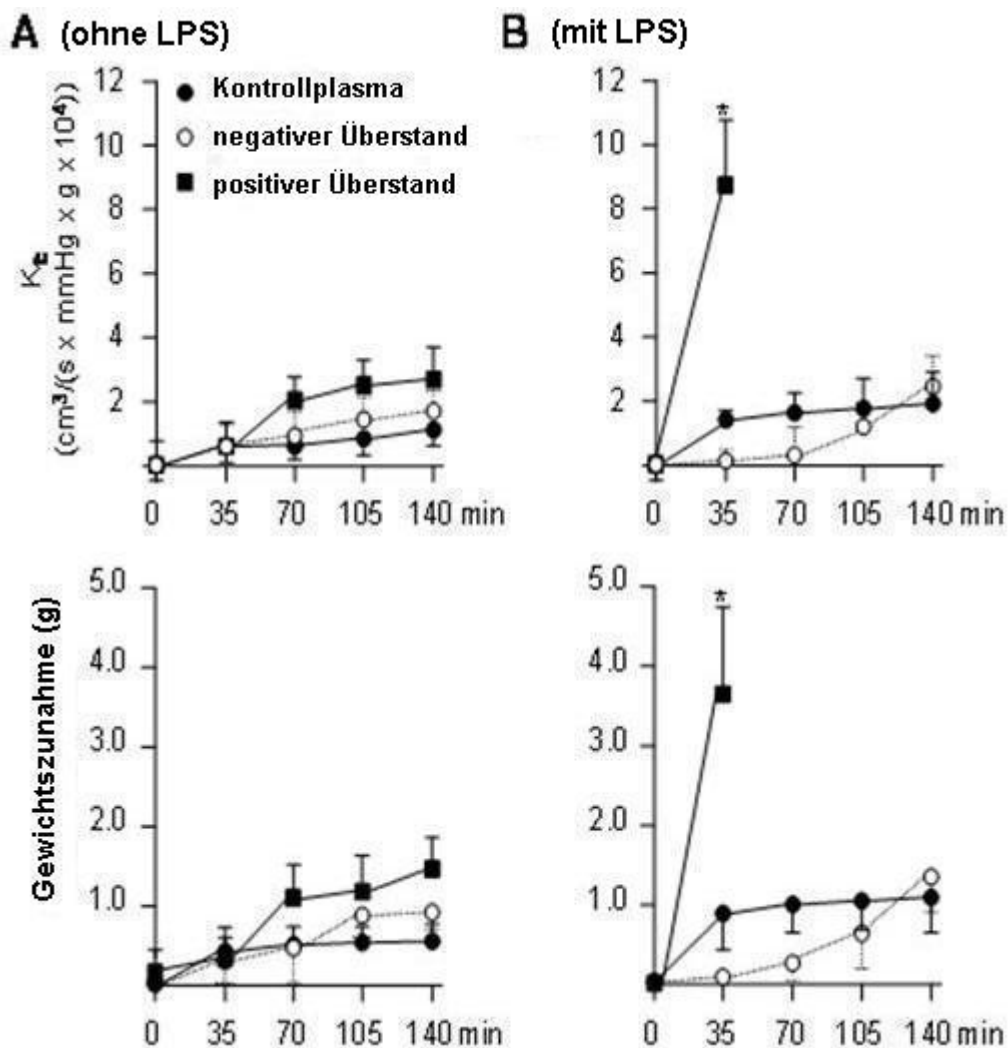 A (ohne LPS)
B (mit LPS)
Kontrollplasma
negativer Überstand
positiver Überstand
12
10
8
6
4
2
(cm³/(s x mmHg x g x 10⁴))
0 35 70 105 140 min
*
12
10
8
6
4
2
0 35 70 105 140 min
5.0
4.0
3.0
2.0
1.0
Gewichtszunahme (g)
0 35 70 105 140 min
*
5.0
4.0
3.0
2.0
1.0
0 35 70 105 140 min